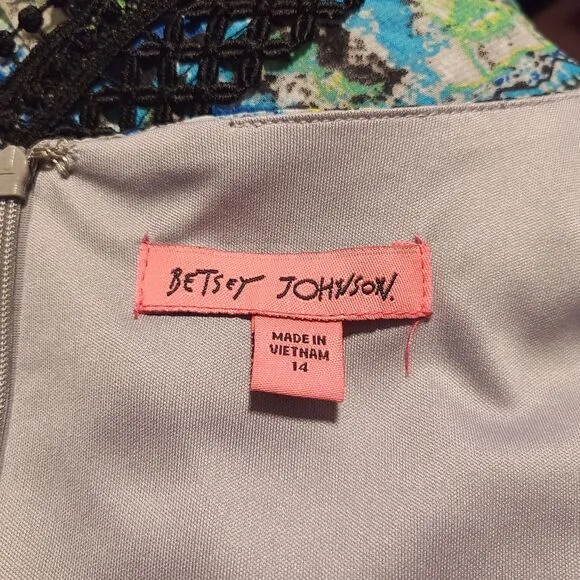 BETSEY JOHNSON.
MADE IN
VIETNAM
14